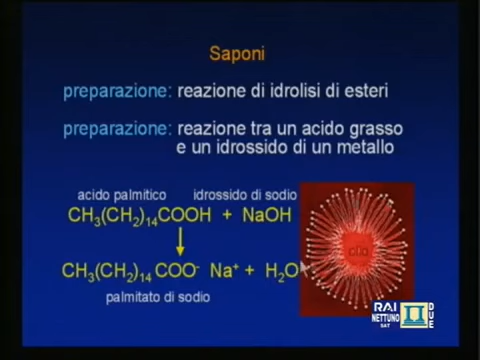 Saponi
preparazione: reazione di idrolisi di esteri
preparazione: reazione tra un acido grasso
e un idrossido di un metallo
acido palmitico idrossido di sodio
CH3(CH2)14COOH + NaOH
CH3(CH2)14 COO- Na+ + H2O
palmitato di sodio
RAI
NETTUNO
SAT
DUE